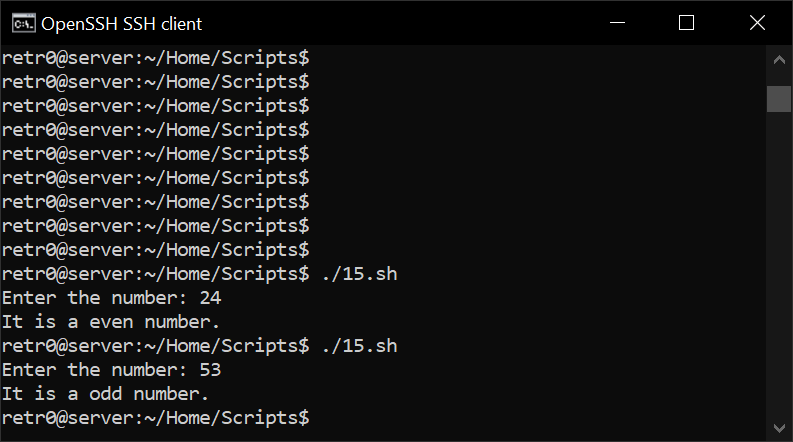 OpenSSH SSH client
retr0@server:~/Home/Scripts$
retr0@server:~/Home/Scripts$
retr0@server:~/Home/Scripts$
retr0@server:~/Home/Scripts$
retr0@server:~/Home/Scripts$
retr0@server:~/Home/Scripts$
retr0@server:~/Home/Scripts$
retr0@server:~/Home/Scripts$
retr0@server:~/Home/Scripts$
retr0@server:~/Home/Scripts$ ./15.sh
Enter the number: 24
It is a even number.
retr0@server:~/Home/Scripts$ ./15.sh
Enter the number: 53
It is a odd number.
retr0@server:~/Home/Scripts$